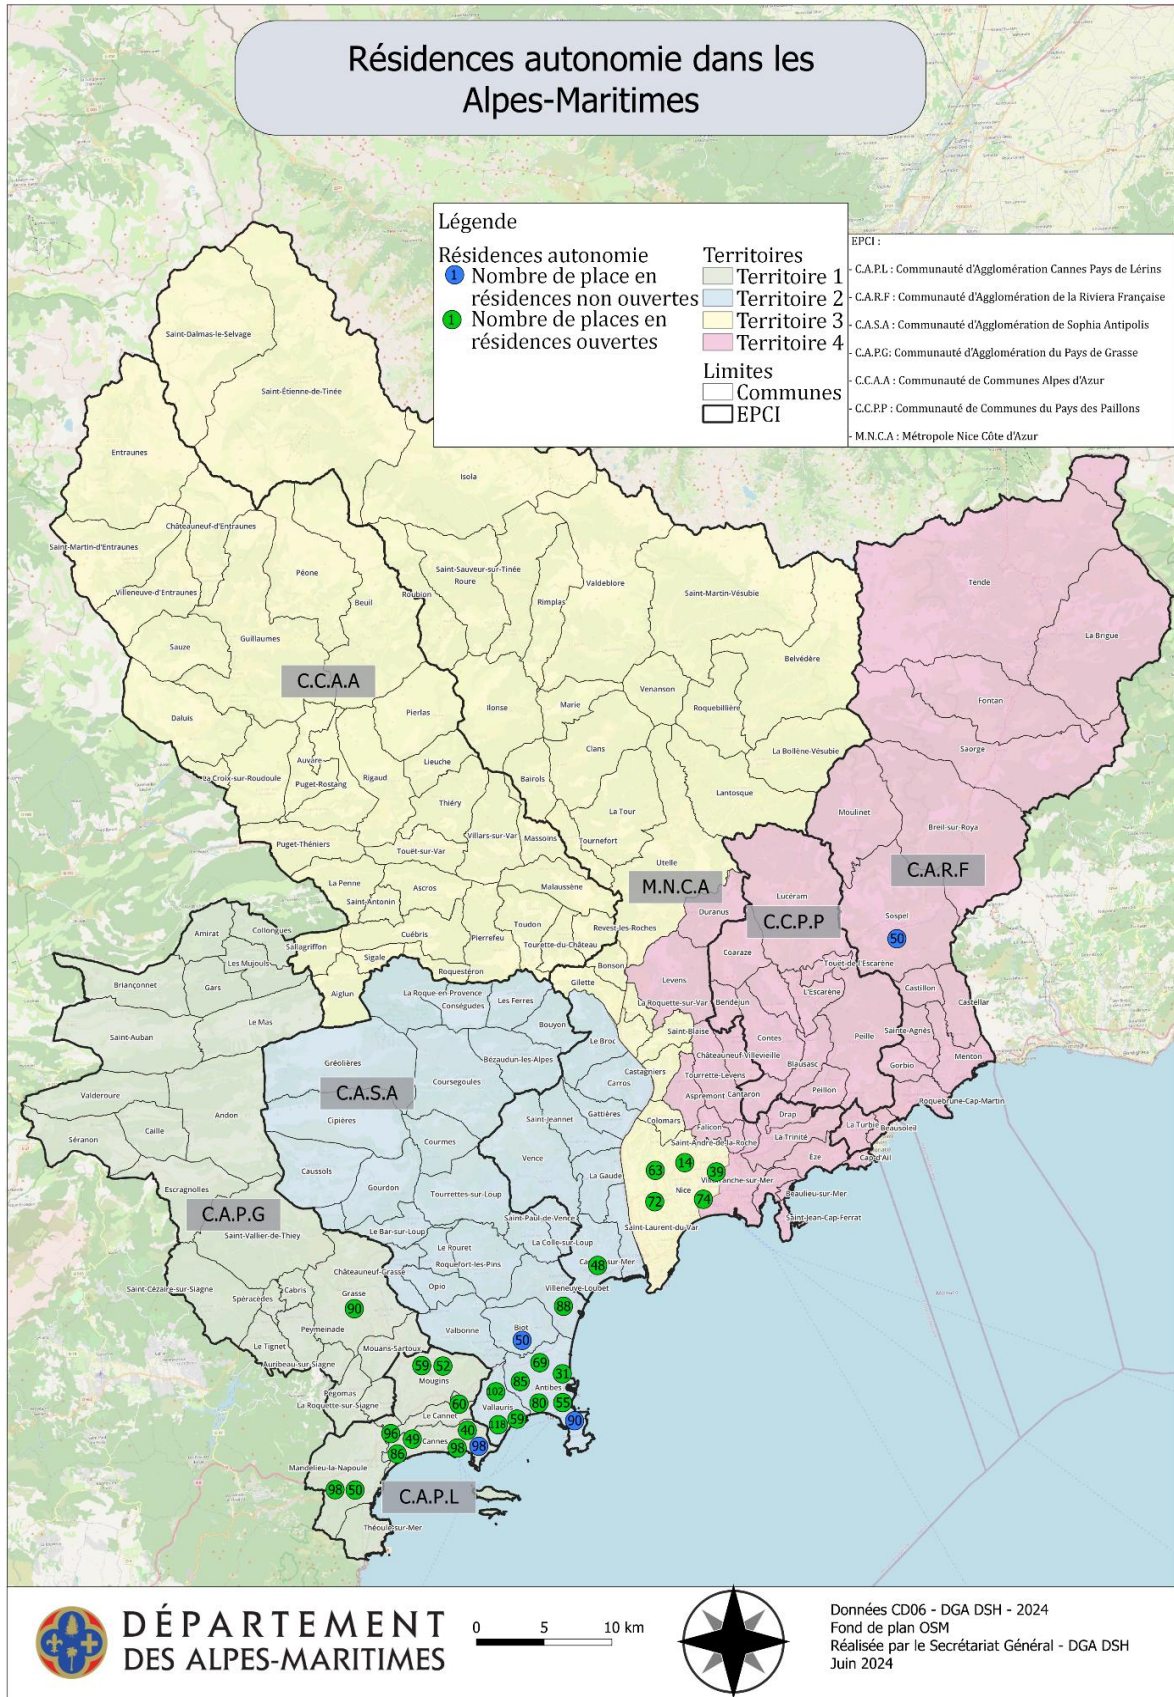 Résidences autonomie dans les
Alpes-Maritimes
Légende
Résidences autonomie
1 Nombre de place en
résidences non ouvertes
1 Nombre de places en
résidences ouvertes
Territoires
Territoire 1
Territoire 2
Territoire 3
Territoire 4
Limites
Communes
EPCI
EPCI :
- C.A.P.L : Communauté d'Agglomération Cannes Pays de Lérins
- C.A.R.F : Communauté d'Agglomération de la Riviera Française
- C.A.S.A : Communauté d'Agglomération de Sophia Antipolis
- C.A.P.G: Communauté d'Agglomération du Pays de Grasse
- C.C.A.A : Communauté de Communes Alpes d'Azur
- C.C.P.P : Communauté de Communes du Pays des Paillons
- M.N.C.A : Métropole Nice Côte d'Azur
Saint-Dalmas-le-Selvage
Saint-Étienne-de-Tinée
Entraunes
Isola
Châteauneuf-d'Entraunes
Saint-Martin-d'Entraunes
Péone
Saint-Sauveur-sur-Tinée
Roure
Valdeblore
Tende
Villeneuve-d'Entraunes
Beuil
Roubion
Rimplas
Saint-Martin-Vésubie
La Brigue
Guillaumes
Sauze
Belvédère
C.C.A.A
Venanson
Fontan
Daluis
Pierlas
Ilonse
Marie
Roquebillière
Clans
La Bollène-Vésubie
Saorge
Auvare
Lieuche
La Croix-sur-Roudoule
Puget-Rostang
Rigaud
Bairols
Lantosque
Thiéry
La Tour
Moulinet
Breil-sur-Roya
Puget-Théniers
Villars-sur-Var
Massoins
Tournefort
Touët-sur-Var
Utelle
C.A.R.F
La Penne
Ascros
Malaussène
M.N.C.A
Lucéram
Saint-Antonin
Duranus
C.C.P.P
Sospel
Collongues
Toudon
Revest-les-Roches
Amirat
Cuébris
Pierrefeu
50
Sallagriffon
Tourette-du-Château
Coaraze
Les Mujouls
Sigale
Bonson
Touët-de-l'Escarène
Briançonnet
Gars
Roquestéron
Gilette
Levens
Castillon
Aiglun
La Roque-en-Provence
Les Ferres
L'Escarène
La Roquette-sur-Var
Bendejun
Castellar
Conségudes
Le Mas
Bouyon
Saint-Blaise
Sainte-Agnès
Saint-Auban
Le Broc
Contes
Peille
Châteauneuf-Villevieille
Menton
Gréolières
Bézaudun-les-Alpes
Blausasc
Gorbio
Castagniers
Tourrette-Levens
C.A.S.A
Coursegoules
Carros
Peillon
Valderoure
Aspremont
Cantaron
Roquebrune-Cap-Martin
Andon
Cipières
Saint-Jeannet
Gattières
Drap
Colomars
Falicon
La Turbie
Beausoleil
Caille
La Trinité
Séranon
Courmes
Saint-André-de-la-Roche
Vence
Èze
Cap-d'Ail
63
14
39
Caussols
La Gaude
Villefranche-sur-Mer
Escragnolles
Gourdon
Tourrettes-sur-Loup
Nice
Beaulieu-sur-Mer
72
74
C.A.P.G
Saint-Jean-Cap-Ferrat
Saint-Paul-de-Vence
Saint-Laurent-du-Var
Saint-Vallier-de-Thiey
Le Bar-sur-Loup
La Colle-sur-Loup
Le Rouret
Roquefort-les-Pins
48
Châteauneuf-Grasse
Opio
Villeneuve-Loubet
Saint-Cézaire-sur-Siagne
Cabris
Grasse
Spéracèdes
90
88
Peymeinade
Valbonne
Biot
50
Le Tignet
Mouans-Sartoux
Auribeau-sur-Siagne
59
52
69
31
Mougins
85
Antibes
Pégomas
102
La Roquette-sur-Siagne
60
Vallauris
80
55
Le Cannet
118
59
90
96
49
40
Cannes
98
98
86
Mandelieu-la-Napoule
98
50
C.A.P.L
Théoule-sur-Mer
DÉPARTEMENT
DES ALPES-MARITIMES
0 5 10 km
Données CD06 - DGA DSH - 2024
Fond de plan OSM
Réalisée par le Secrétariat Général - DGA DSH
Juin 2024